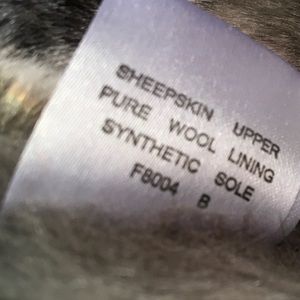 SHEEPSKIN UPPER
PURE WOOL LINING
SYNTHETIC SOLE
F8004 B